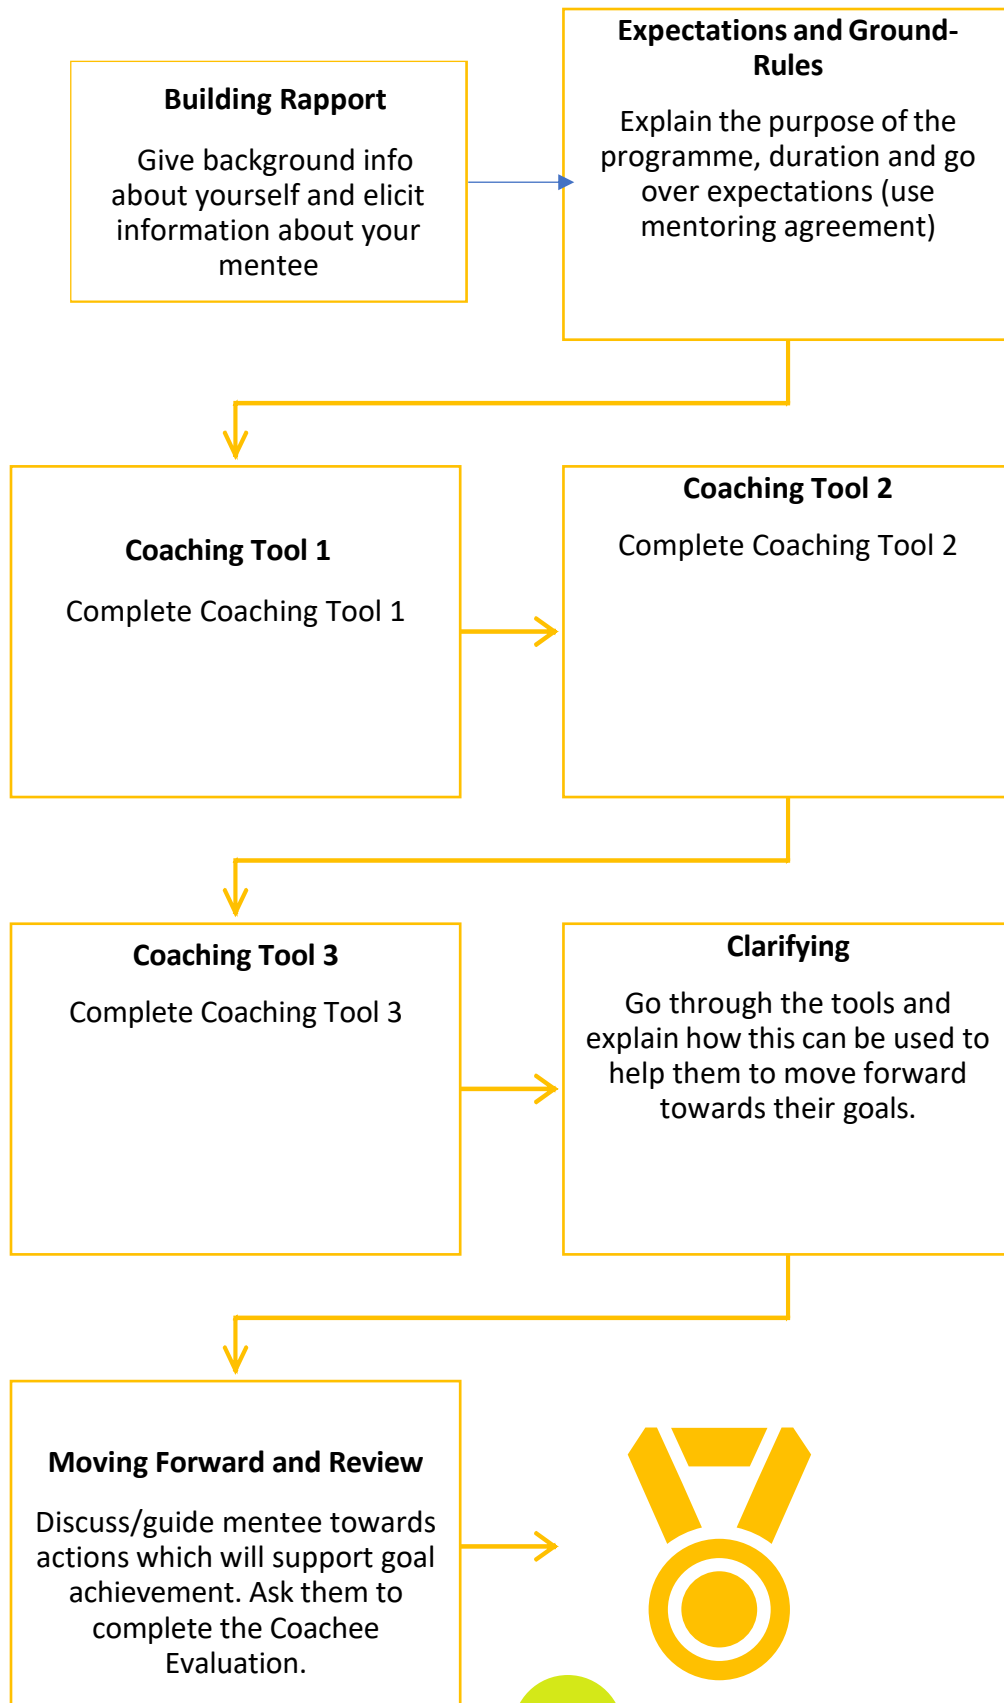 Building Rapport
Give background info
about yourself and elicit
information about your
mentee
Expectations and Ground-
Rules
Explain the purpose of the
programme, duration and go
over expectations (use
mentoring agreement)
Coaching Tool 1
Complete Coaching Tool 1
Coaching Tool 2
Complete Coaching Tool 2
Coaching Tool 3
Complete Coaching Tool 3
Clarifying
Go through the tools and
explain how this can be used to
help them to move forward
towards their goals.
Moving Forward and Review
Discuss/guide mentee towards
actions which will support goal
achievement. Ask them to
complete the Coachee
Evaluation.